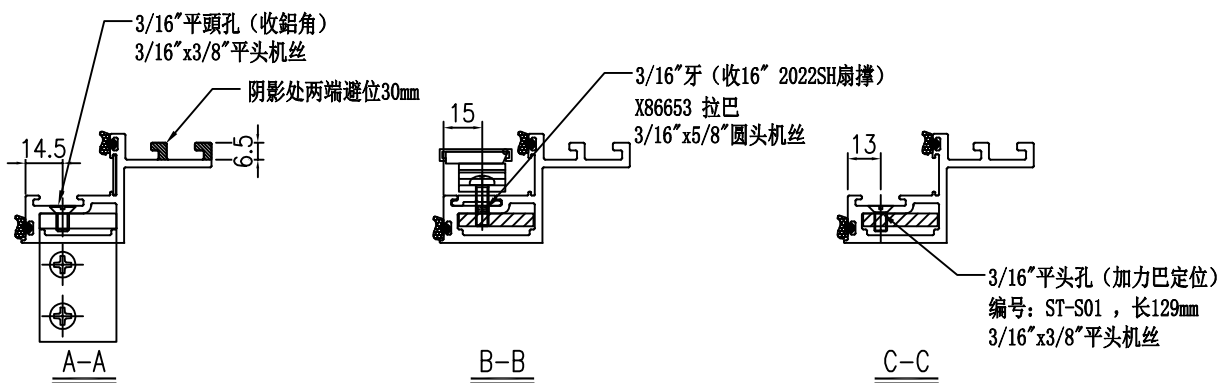 3/16"平頭孔（收鋁角）
3/16"x3/8"平头机丝
阴影处两端避位30mm
14.5
6.5
A-A
3/16"牙（收16" 2022SH扇撑）
X86653 拉巴
3/16"x5/8"圆头机丝
15
B-B
13
3/16"平头孔（加力巴定位）
编号：ST-S01 ，长129mm
3/16"x3/8"平头机丝
C-C